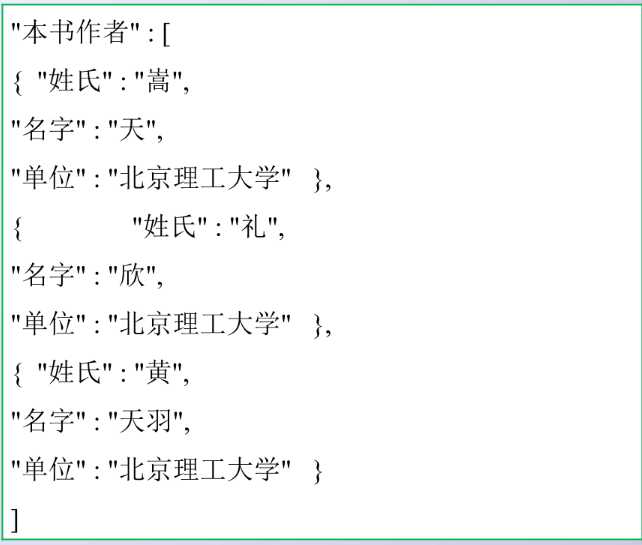 "本书作者" : [
{ "姓氏" : "嵩",
"名字" : "天",
"单位" : "北京理工大学" },
{ "姓氏" : "礼",
"名字" : "欣",
"单位" : "北京理工大学" },
{ "姓氏" : "黄",
"名字" : "天羽",
"单位" : "北京理工大学" }
]